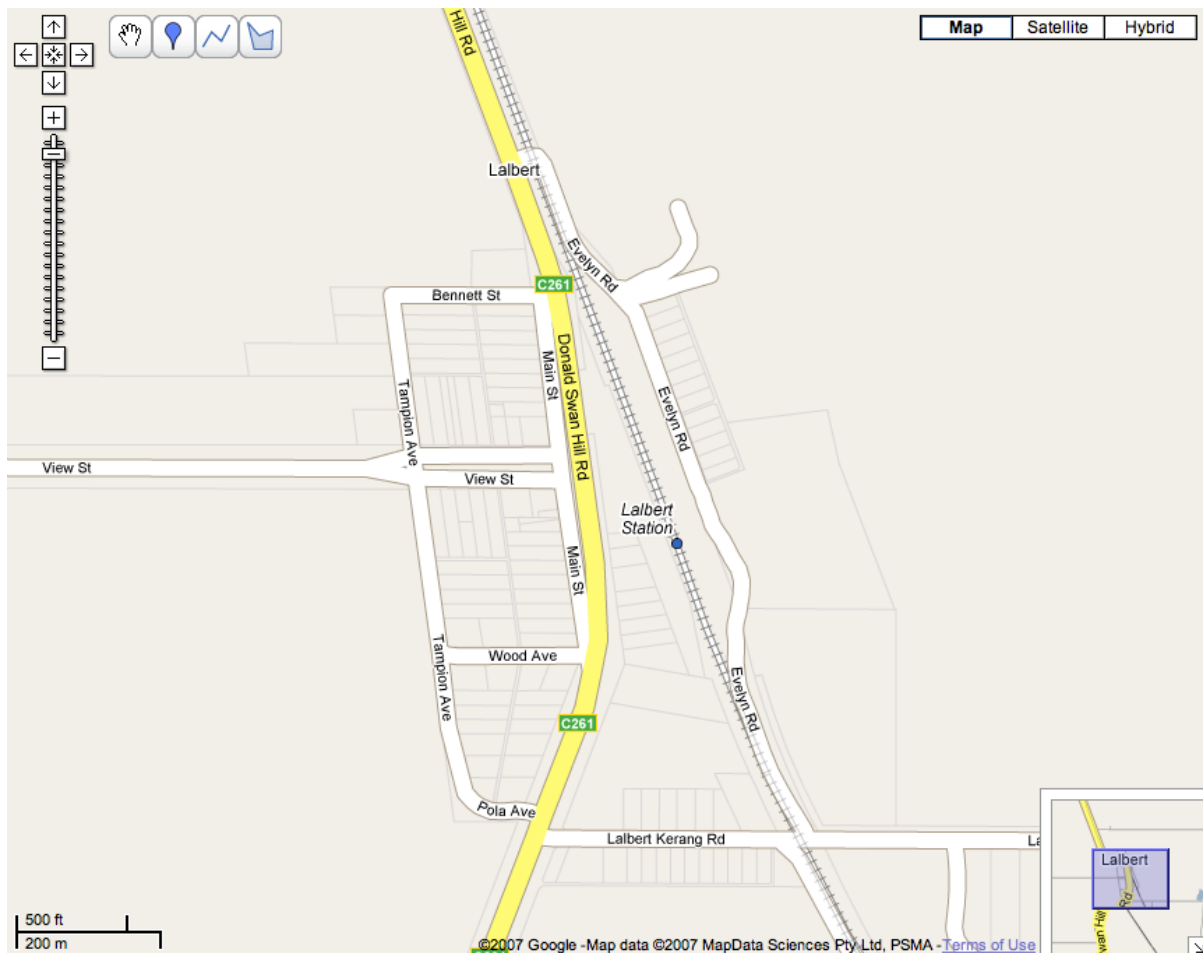 Hill Rd
Map
Satellite
Hybrid
Lalbert
Evelyn Rd
C261
Bennett St
Donald Swan Hill Rd
Main St
Tampion Ave
Evelyn Rd
View St
View St
Lalbert
Station
Main St
Wood Ave
Tampion Ave
Evelyn Rd
C261
Pola Ave
Lalbert Kerang Rd
Lalbert
Rd
500 ft
200 m
©2007 Google -Map data ©2007 MapData Sciences Pty Ltd, PSMA -Terms of Use